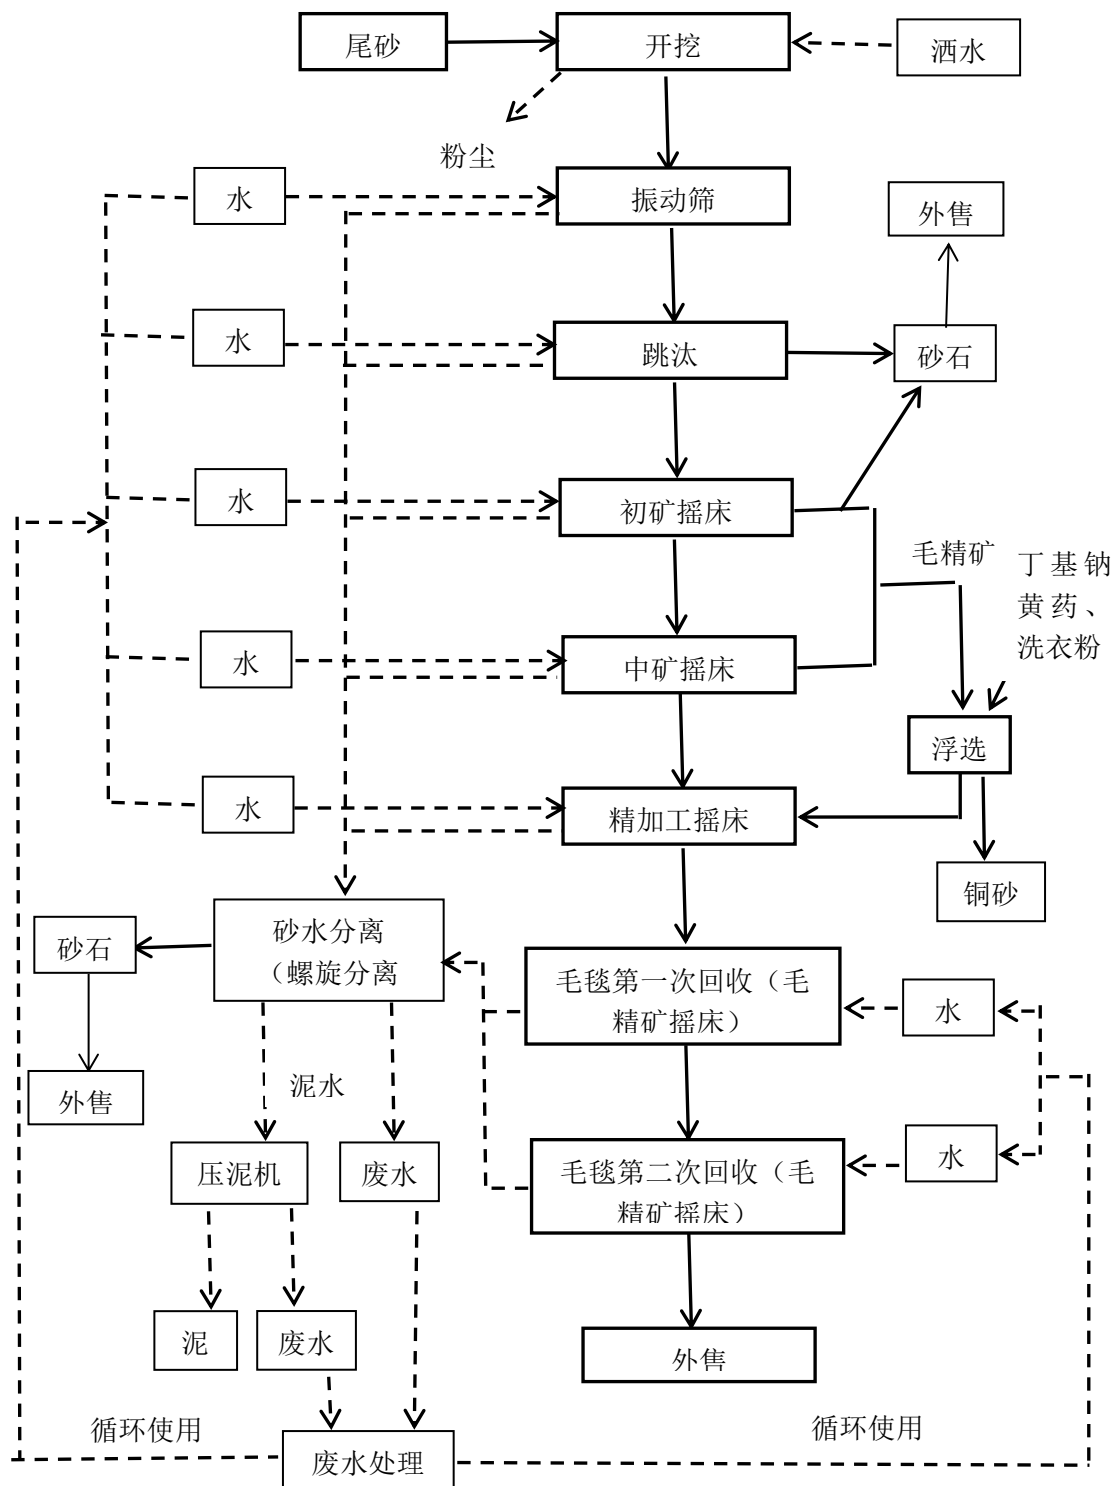 尾砂
开挖
洒水
粉尘
水
振动筛
外售
水
跳汰
砂石
水
初矿摇床
毛精矿
丁基钠
黄药、
洗衣粉
水
中矿摇床
浮选
水
精加工摇床
铜砂
砂水分离
（螺旋分离
砂石
毛毯第一次回收（毛
精矿摇床）
水
外售
泥水
压泥机
废水
毛毯第二次回收（毛
精矿摇床）
水
泥
废水
外售
循环使用
循环使用
废水处理